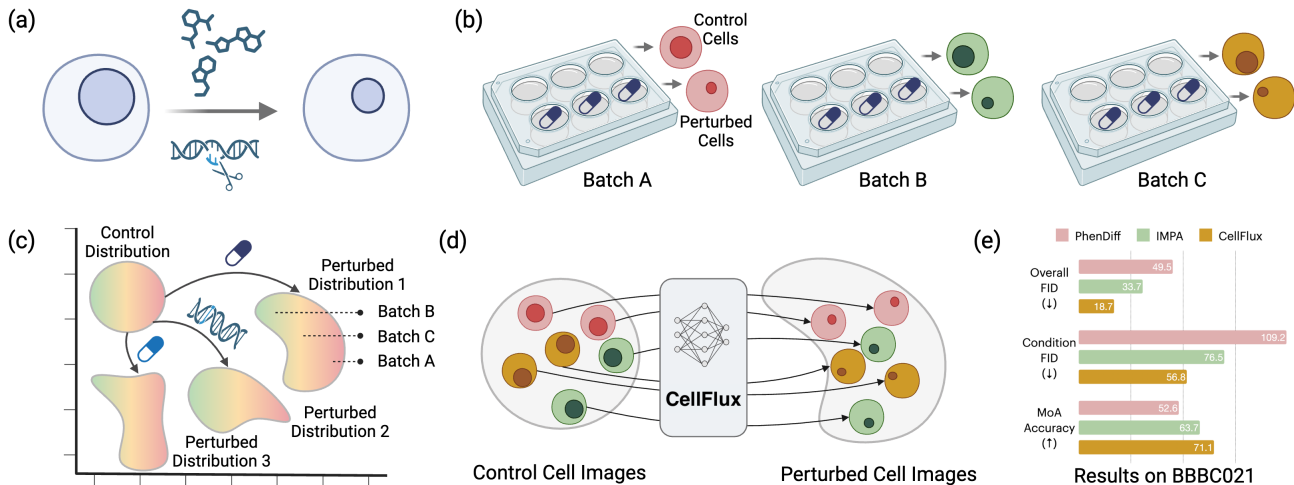 (a)
(b)
Control
Cells
Perturbed
Cells
Batch A
Batch B
Batch C
(c)
Control
Distribution
Perturbed
Distribution 1
Batch B
Batch C
Batch A
Perturbed
Distribution 2
Perturbed
Distribution 3
(d)
CellFlux
Control Cell Images
Perturbed Cell Images
(e)
PhenDiff IMPA CellFlux
Overall
FID
(↓)
49.5
33.7
18.7
Condition
FID
(↓)
109.2
76.5
56.8
MoA
Accuracy
(↑)
52.6
63.7
71.1
Results on BBBC021